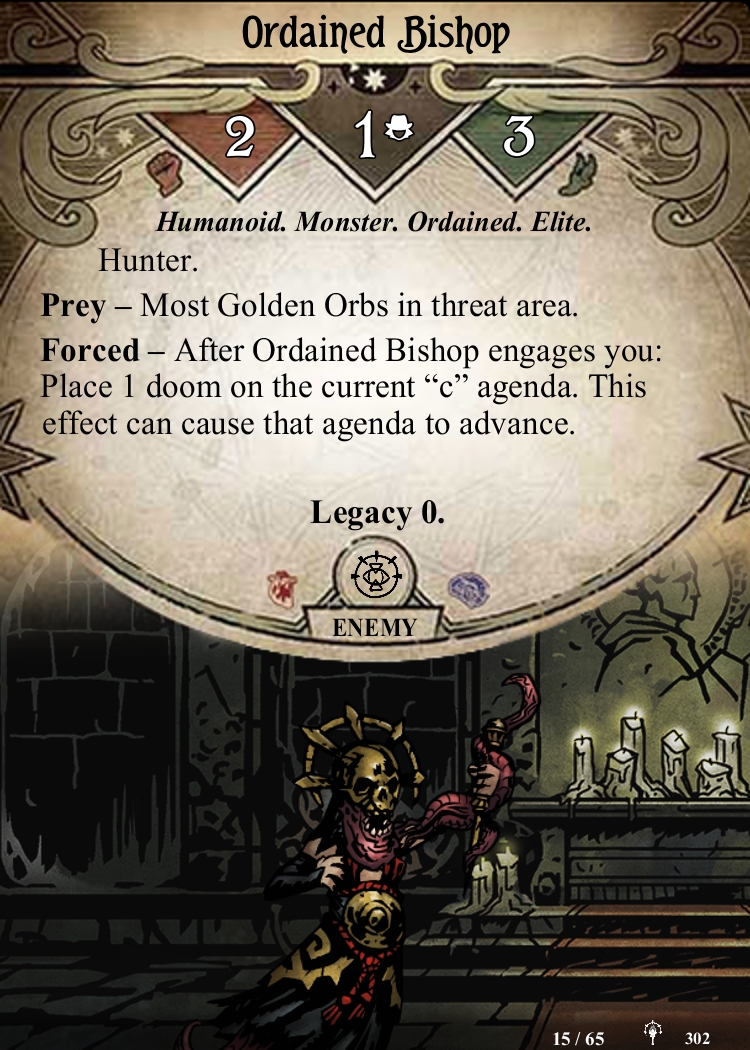 Ordained Bishop
2 1 3
Humanoid. Monster. Ordained. Elite.
Hunter.
Prey – Most Golden Orbs in threat area.
Forced – After Ordained Bishop engages you:
Place 1 doom on the current “c” agenda. This
effect can cause that agenda to advance.
Legacy 0.
ENEMY
15 / 65 302